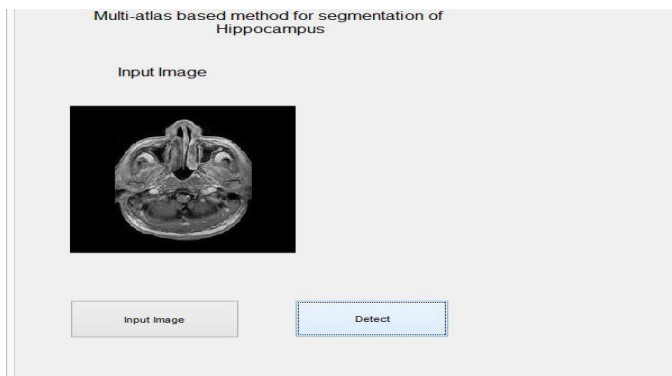 Multi-atlas based method for segmentation of
Hippocampus
Input Image
Input Image
Detect